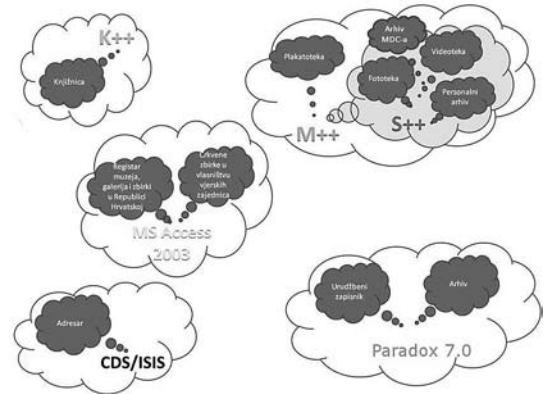 K++
Knjižnica
Arhiv
MDC-a
Plakatoteka
Videoteka
Fototeka
Personalni
arhiv
M++
S++
Registar
muzeja,
galerija i zbirki
u Republici
Hrvatskoj
Crkvene
zbirke u
vlasništvu
vjerskih
zajednica
MS Access
2003
Adresar
CDS/ISIS
Urudžbeni
zapisnik
Arhiv
Paradox 7.0